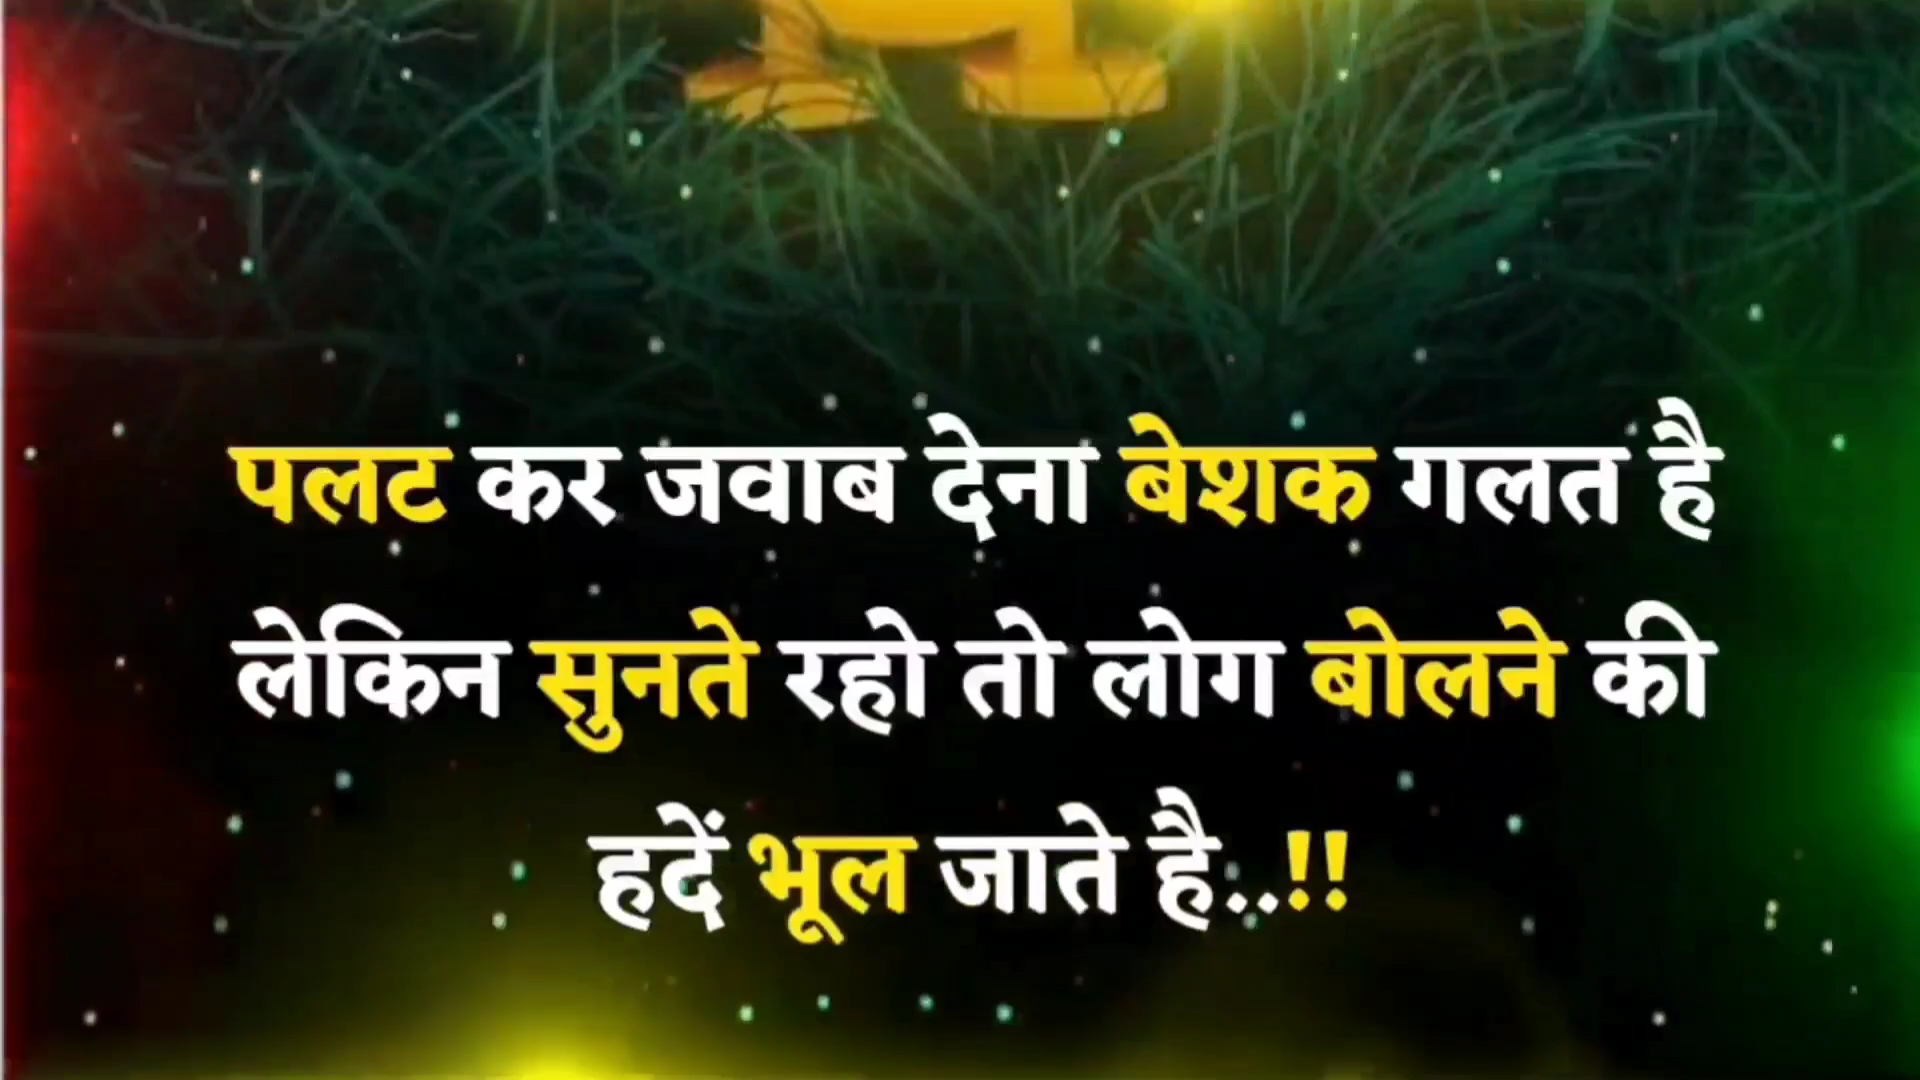 पलट कर जवाब देना बेशक गलत है
लेकिन सुनते रहो तो लोग बोलने की
हदें भूल जाते है..!!